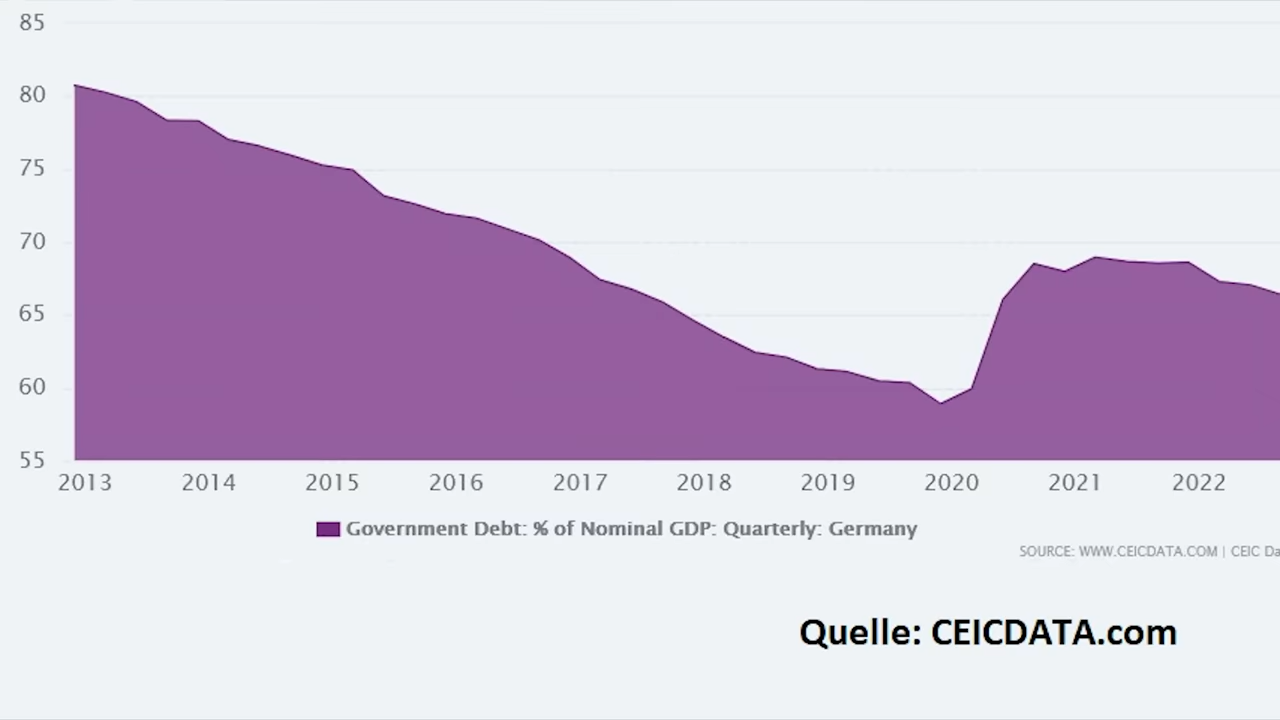 85
80
75
70
65
60
55
2013 2014 2015 2016 2017 2018 2019 2020 2021 2022
Government Debt: % of Nominal GDP: Quarterly: Germany
SOURCE: WWW.CEICDATA.COM | CEIC Da
Quelle: CEICDATA.com